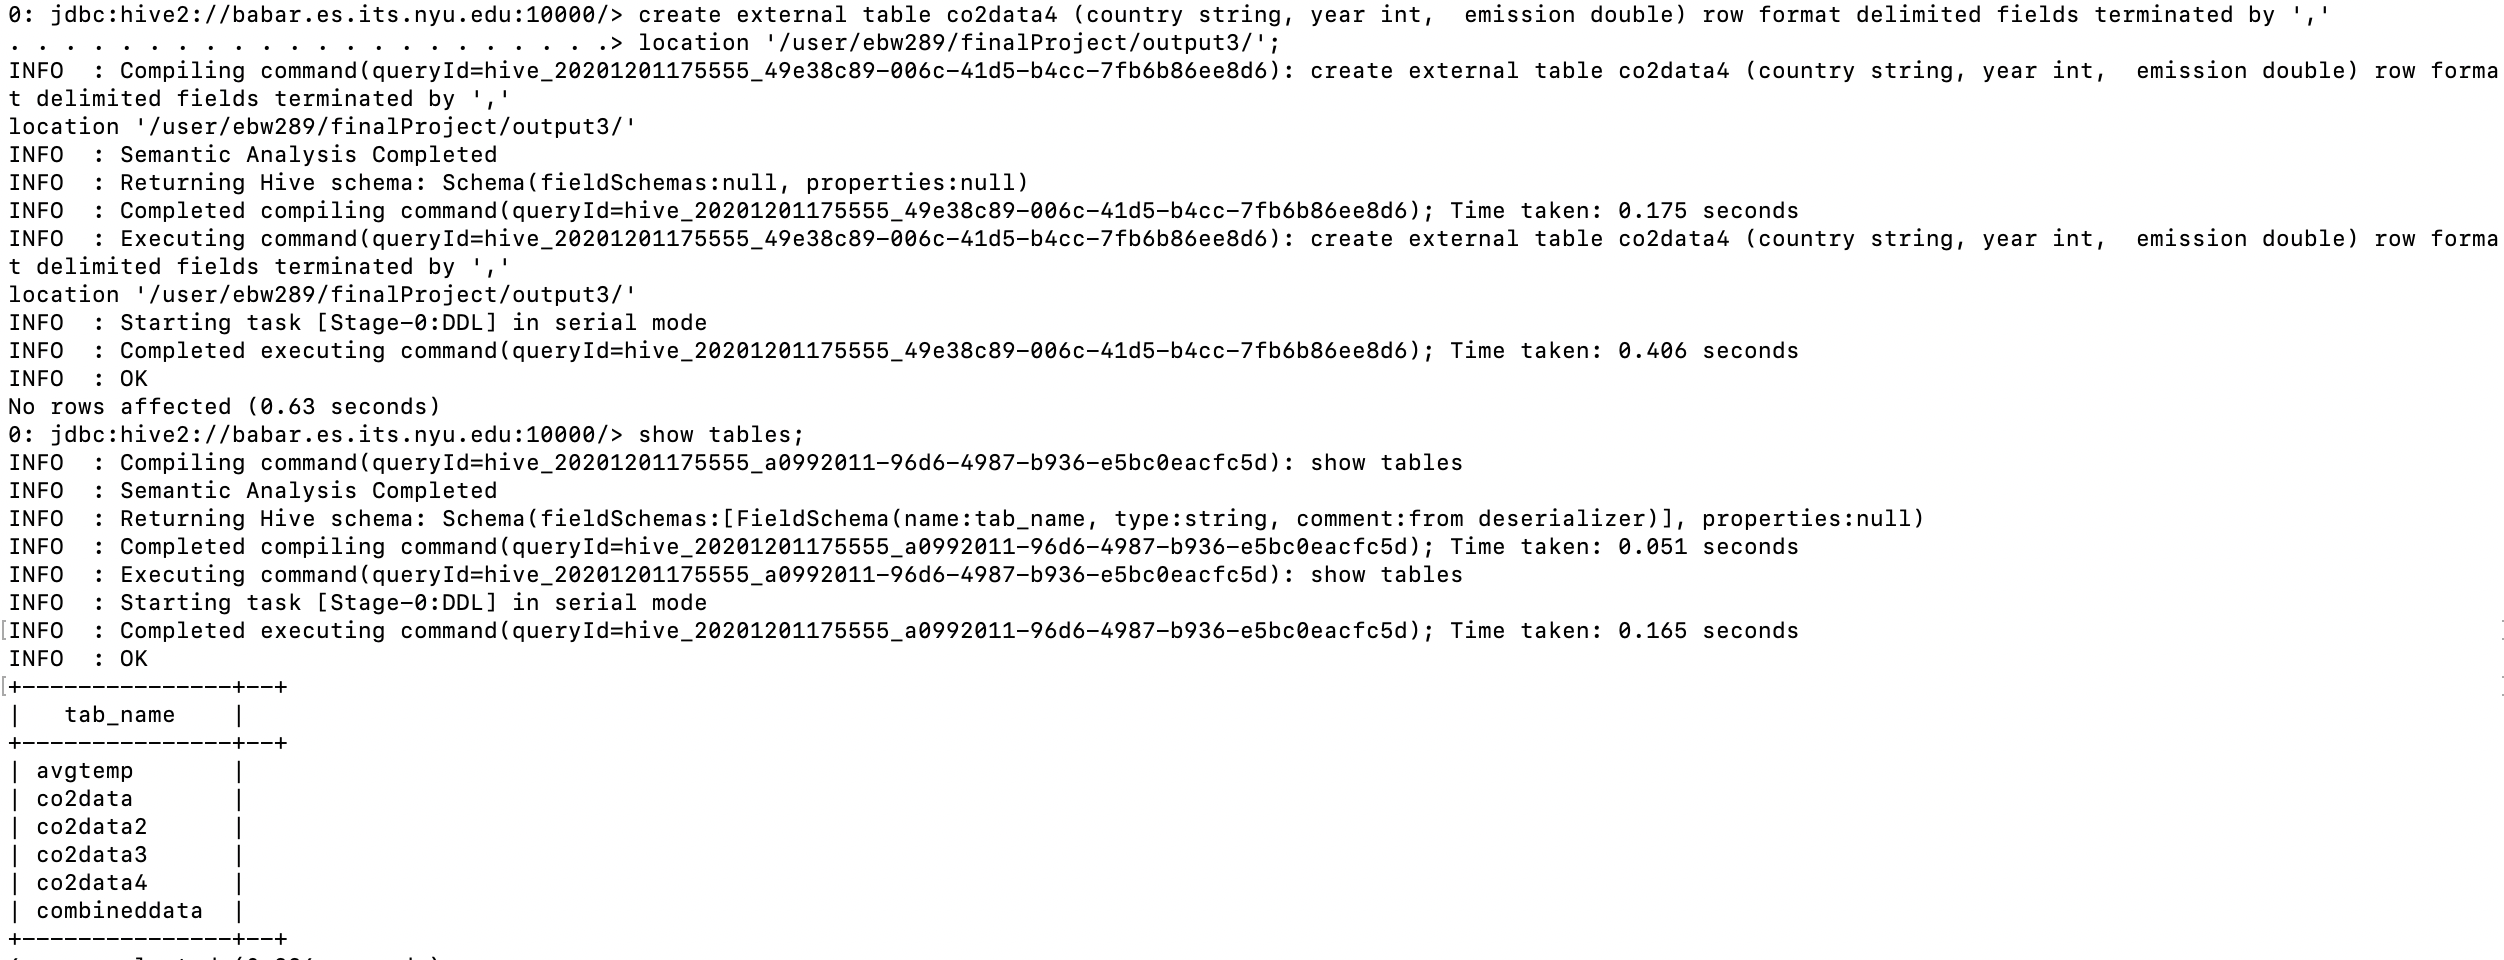 0: jdbc:hive2://babar.es.its.nyu.edu:10000/> create external table co2data4 (country string, year int,  emission double) row format delimited fields terminated by ','
. . . . . . . . . . . . . . . . . . . . . .> location '/user/ebw289/finalProject/output3/';
INFO  : Compiling command(queryId=hive_20201201175555_49e38c89-006c-41d5-b4cc-7fb6b86ee8d6): create external table co2data4 (country string, year int,  emission double) row forma
t delimited fields terminated by ','
location '/user/ebw289/finalProject/output3/'
INFO  : Semantic Analysis Completed
INFO  : Returning Hive schema: Schema(fieldSchemas:null, properties:null)
INFO  : Completed compiling command(queryId=hive_20201201175555_49e38c89-006c-41d5-b4cc-7fb6b86ee8d6); Time taken: 0.175 seconds
INFO  : Executing command(queryId=hive_20201201175555_49e38c89-006c-41d5-b4cc-7fb6b86ee8d6): create external table co2data4 (country string, year int,  emission double) row forma
t delimited fields terminated by ','
location '/user/ebw289/finalProject/output3/'
INFO  : Starting task [Stage-0:DDL] in serial mode
INFO  : Completed executing command(queryId=hive_20201201175555_49e38c89-006c-41d5-b4cc-7fb6b86ee8d6); Time taken: 0.406 seconds
INFO  : OK
No rows affected (0.63 seconds)
0: jdbc:hive2://babar.es.its.nyu.edu:10000/> show tables;
INFO  : Compiling command(queryId=hive_20201201175555_a0992011-96d6-4987-b936-e5bc0eacfc5d): show tables
INFO  : Semantic Analysis Completed
INFO  : Returning Hive schema: Schema(fieldSchemas:[FieldSchema(name:tab_name, type:string, comment:from deserializer)], properties:null)
INFO  : Completed compiling command(queryId=hive_20201201175555_a0992011-96d6-4987-b936-e5bc0eacfc5d); Time taken: 0.051 seconds
INFO  : Executing command(queryId=hive_20201201175555_a0992011-96d6-4987-b936-e5bc0eacfc5d): show tables
INFO  : Starting task [Stage-0:DDL] in serial mode
INFO  : Completed executing command(queryId=hive_20201201175555_a0992011-96d6-4987-b936-e5bc0eacfc5d); Time taken: 0.165 seconds
INFO  : OK
+---------------+--+
|   tab_name    |
+---------------+--+
| avgtemp       |
| co2data       |
| co2data2      |
| co2data3      |
| co2data4      |
| combineddata  |
+---------------+--+